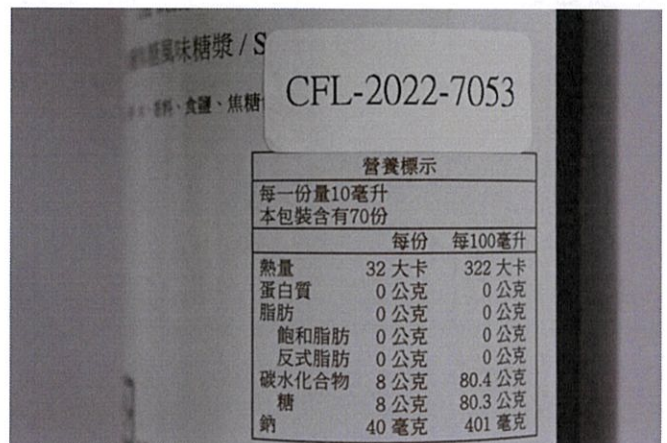 風味糖漿 / S
香料、食鹽、焦糖
CFL-2022-7053
營養標示
每一份量10毫升
本包裝含有70份
每份 每100毫升
熱量 32 大卡 322 大卡
蛋白質 0 公克 0 公克
脂肪 0 公克 0 公克
飽和脂肪 0 公克 0 公克
反式脂肪 0 公克 0 公克
碳水化合物 8 公克 80.4 公克
糖 8 公克 80.3 公克
鈉 40 毫克 401 毫克